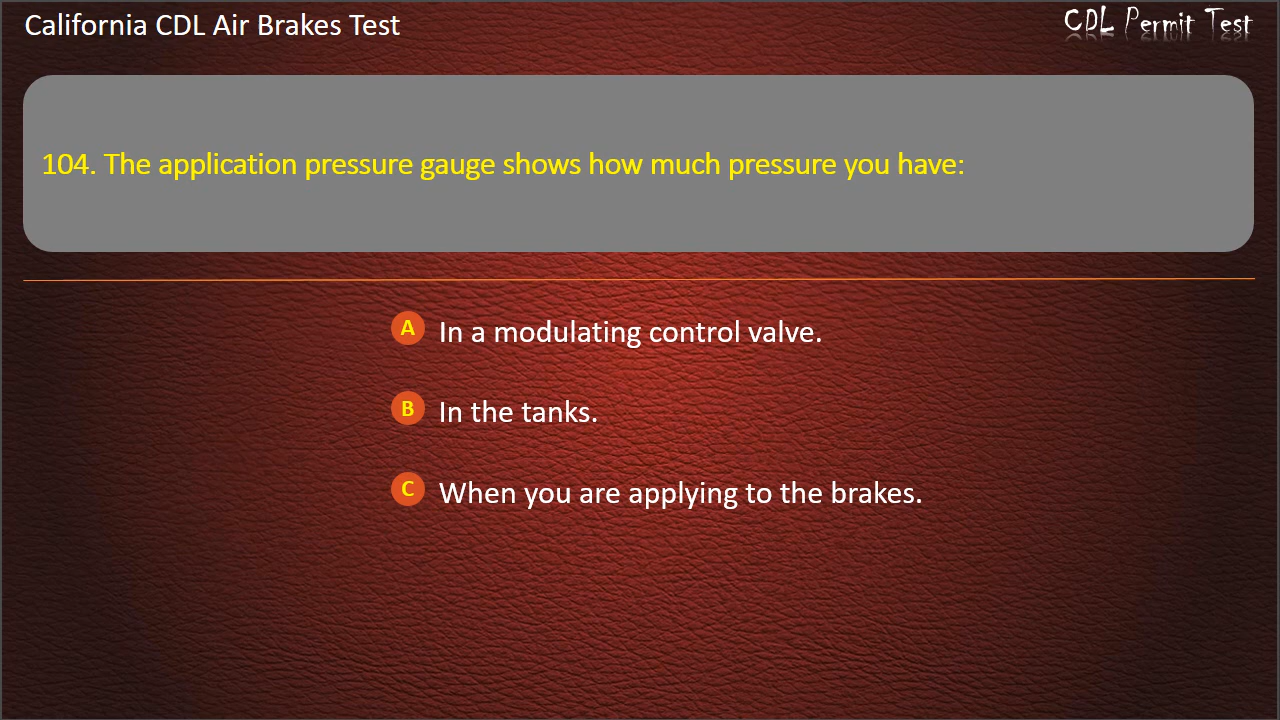 California CDL Air Brakes Test
CDL Permit Test
104. The application pressure gauge shows how much pressure you have:
A In a modulating control valve.
B In the tanks.
C When you are applying to the brakes.